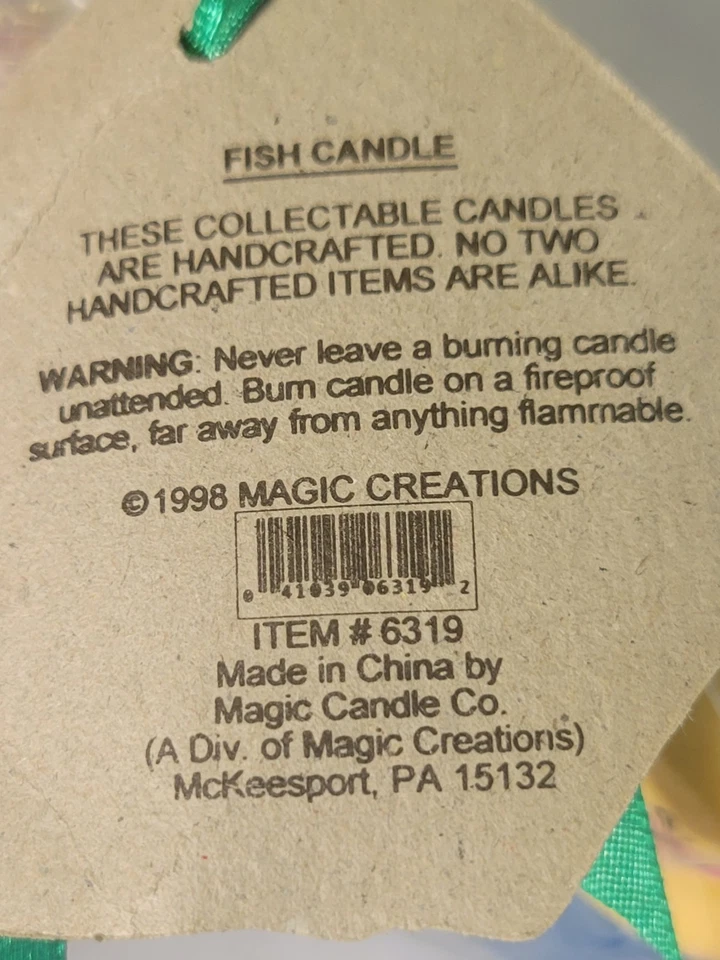 FISH CANDLE
THESE COLLECTABLE CANDLES
ARE HANDCRAFTED. NO TWO
HANDCRAFTED ITEMS ARE ALIKE.
WARNING: Never leave a burning candle
unattended. Burn candle on a fireproof
surface, far away from anything flammable.
©1998 MAGIC CREATIONS
0 41039 06319 2
ITEM # 6319
Made in China by
Magic Candle Co.
(A Div. of Magic Creations)
McKeesport, PA 15132